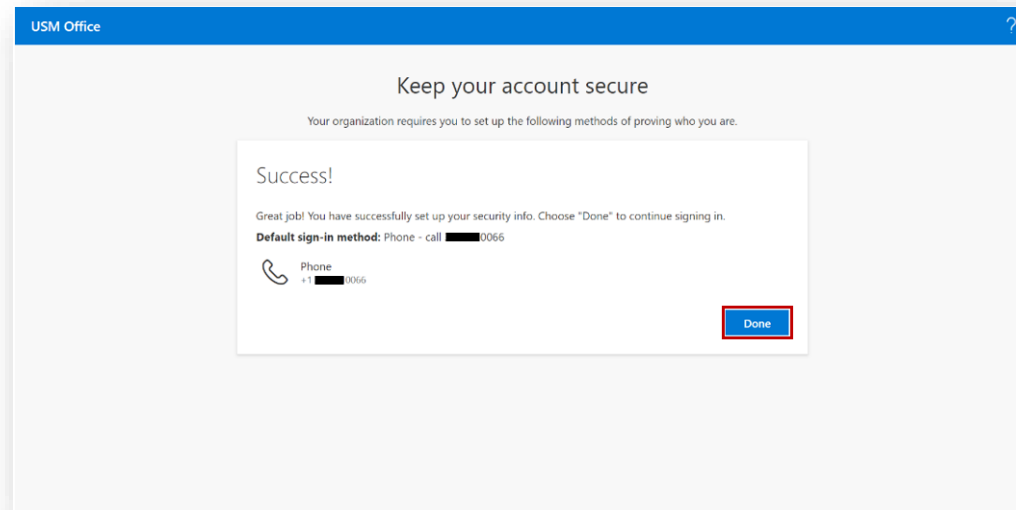 USM Office
?
Keep your account secure
Your organization requires you to set up the following methods of proving who you are.
Success!
Great job! You have successfully set up your security info. Choose "Done" to continue signing in.
Default sign-in method: Phone - call 0066
Phone
+1 0066
Done